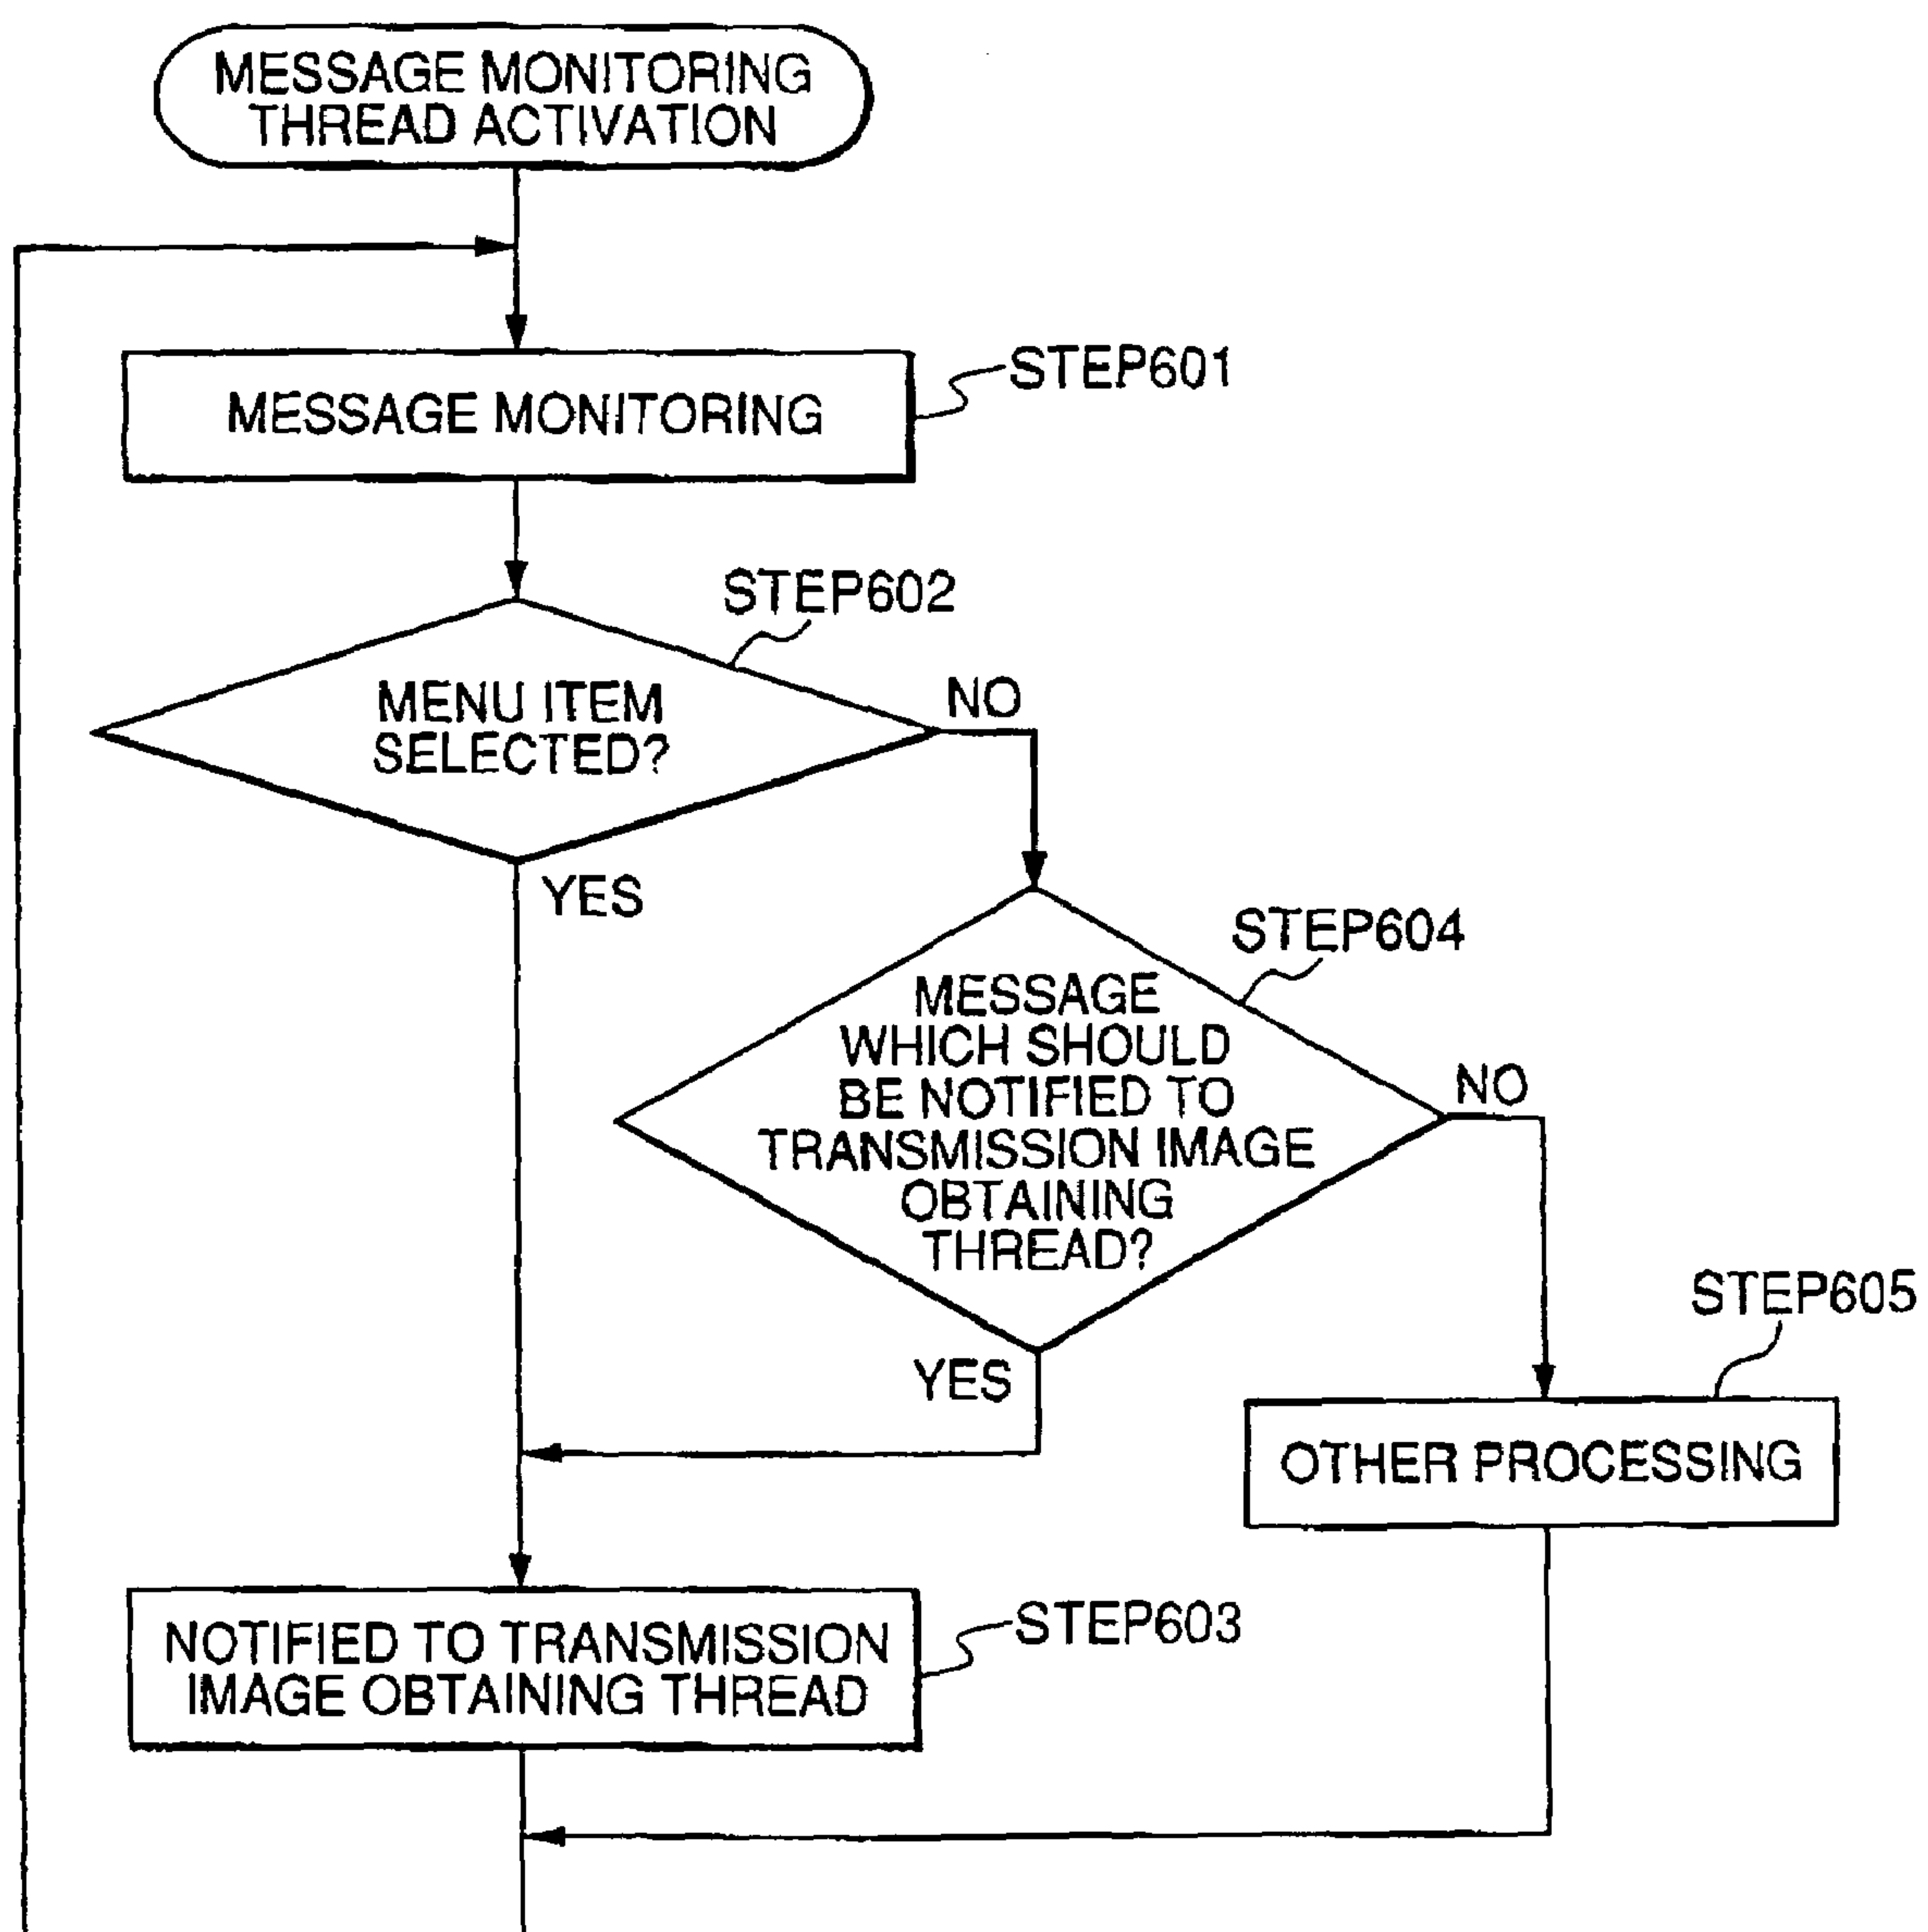 MESSAGE MONITORING
THREAD ACTIVATION
STEP601
MESSAGE MONITORING
STEP602
MENU ITEM
SELECTED?
NO
YES
STEP604
MESSAGE
WHICH SHOULD
BE NOTIFIED TO
TRANSMISSION IMAGE
OBTAINING
THREAD?
NO
YES
STEP605
OTHER PROCESSING
STEP603
NOTIFIED TO TRANSMISSION
IMAGE OBTAINING THREAD